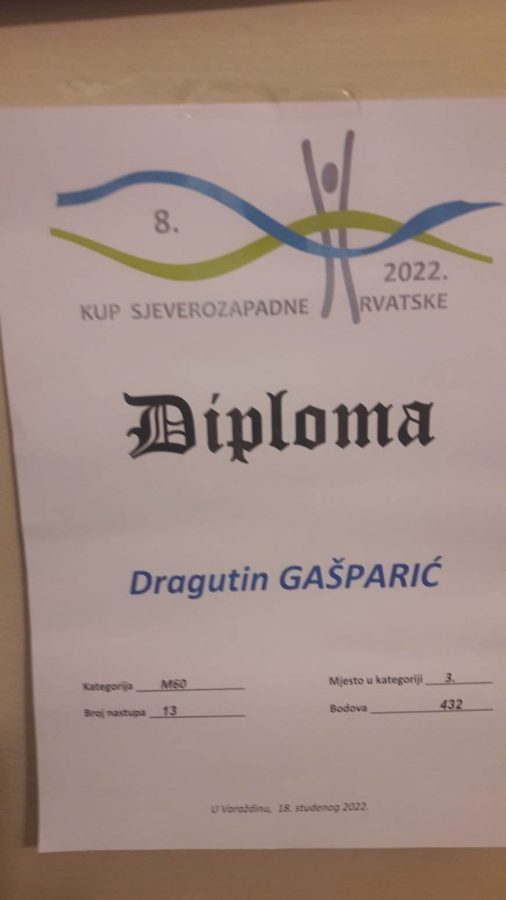 8.
2022.
KUP SJEVEROZAPADNE HRVATSKE
Diploma
Dragutin GAŠPARIĆ
Kategorija M60 Mjesto u kategoriji 3.
Broj nastupa 13 Bodova 432
U Varaždinu, 18. studenog 2022.